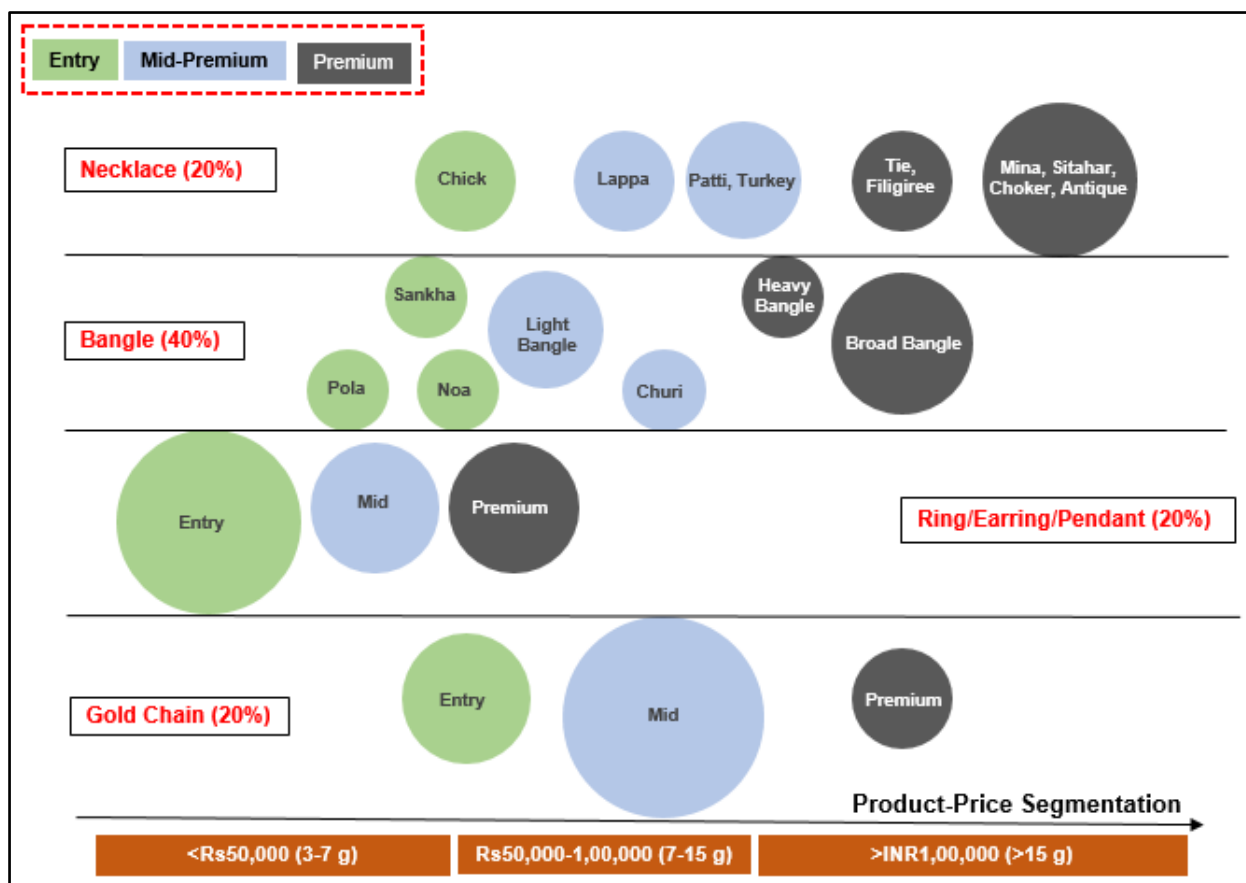 Entry
Mid-Premium
Premium
Necklace (20%)
Chick
Lappa
Patti, Turkey
Tie,
Filigiree
Mina, Sitahar,
Choker, Antique
Bangle (40%)
Sankha
Pola
Noa
Light
Bangle
Churi
Heavy
Bangle
Broad Bangle
Entry
Mid
Premium
Ring/Earring/Pendant (20%)
Gold Chain (20%)
Entry
Mid
Premium
Product-Price Segmentation
<Rs50,000 (3-7 g)
Rs50,000-1,00,000 (7-15 g)
>INR1,00,000 (>15 g)